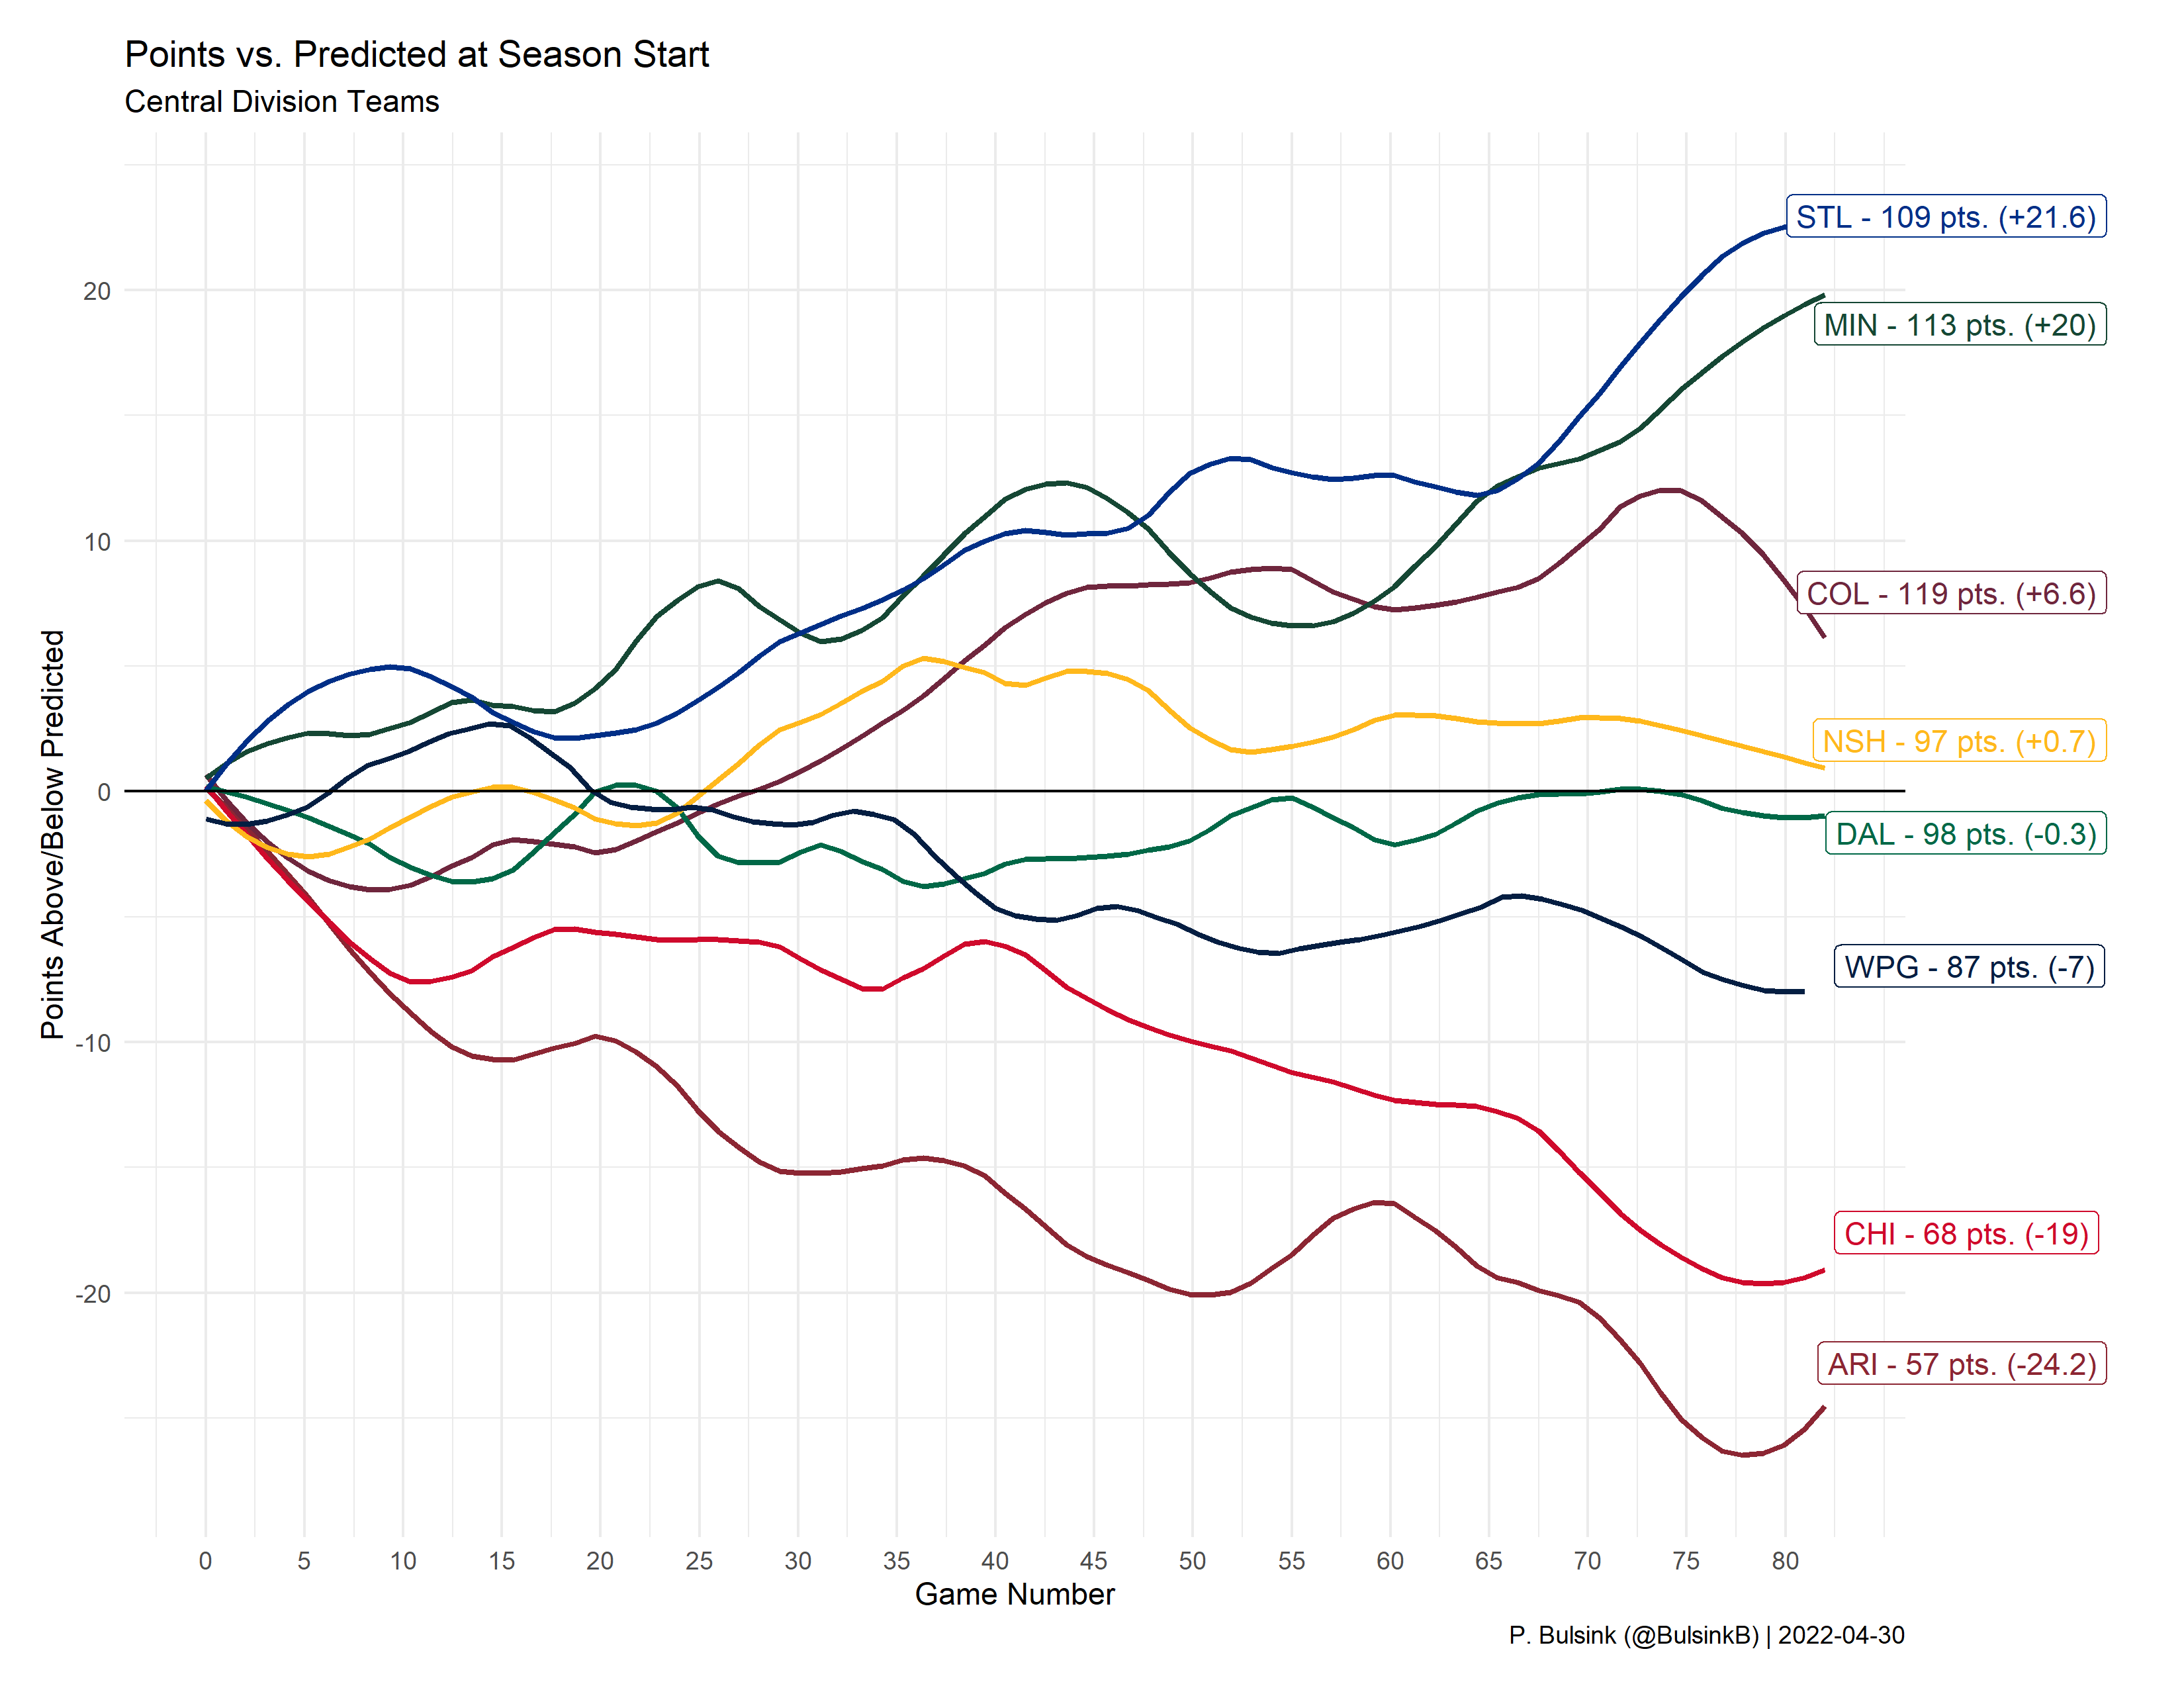 Points vs. Predicted at Season Start
Central Division Teams
Points Above/Below Predicted
20
10
0
-10
-20
STL - 109 pts. (+21.6)
MIN - 113 pts. (+20)
COL - 119 pts. (+6.6)
NSH - 97 pts. (+0.7)
DAL - 98 pts. (-0.3)
WPG - 87 pts. (-7)
CHI - 68 pts. (-19)
ARI - 57 pts. (-24.2)
0 5 10 15 20 25 30 35 40 45 50 55 60 65 70 75 80
Game Number
P. Bulsink (@BulsinkB) | 2022-04-30